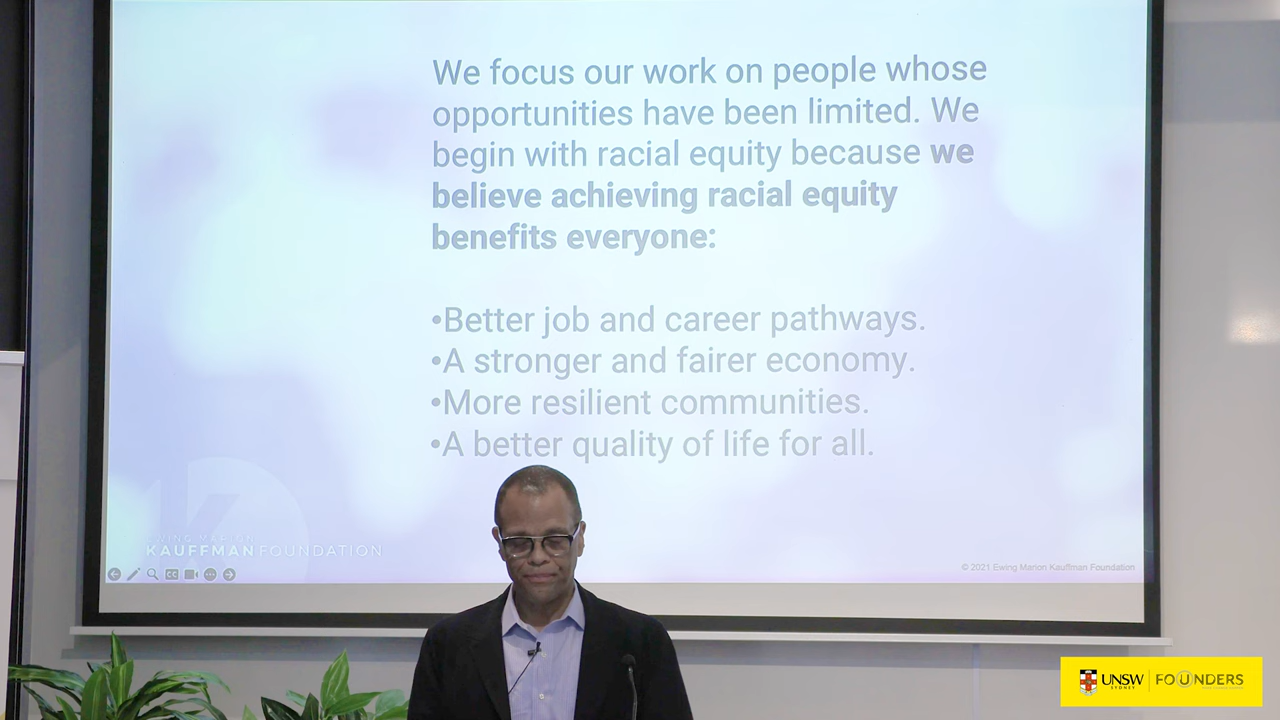 We focus our work on people whose
opportunities have been limited. We
begin with racial equity because we
believe achieving racial equity
benefits everyone:
•Better job and career pathways.
•A stronger and fairer economy.
•More resilient communities.
•A better quality of life for all.
EWING MARION
KAUFFMAN FOUNDATION
© 2021 Ewing Marion Kauffman Foundation
UNSW
SYDNEY
FOUNDERS